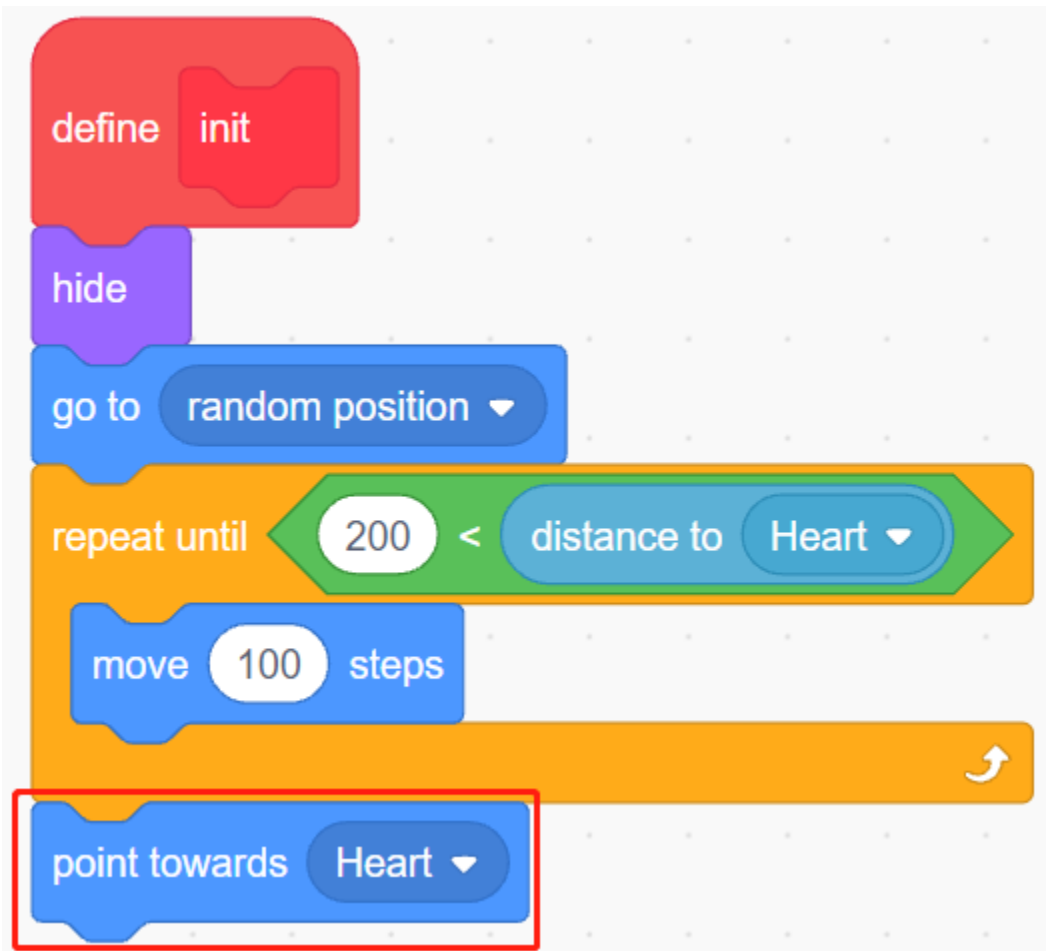 define init
hide
go to random position
repeat until 200 < distance to Heart
move 100 steps
point towards Heart